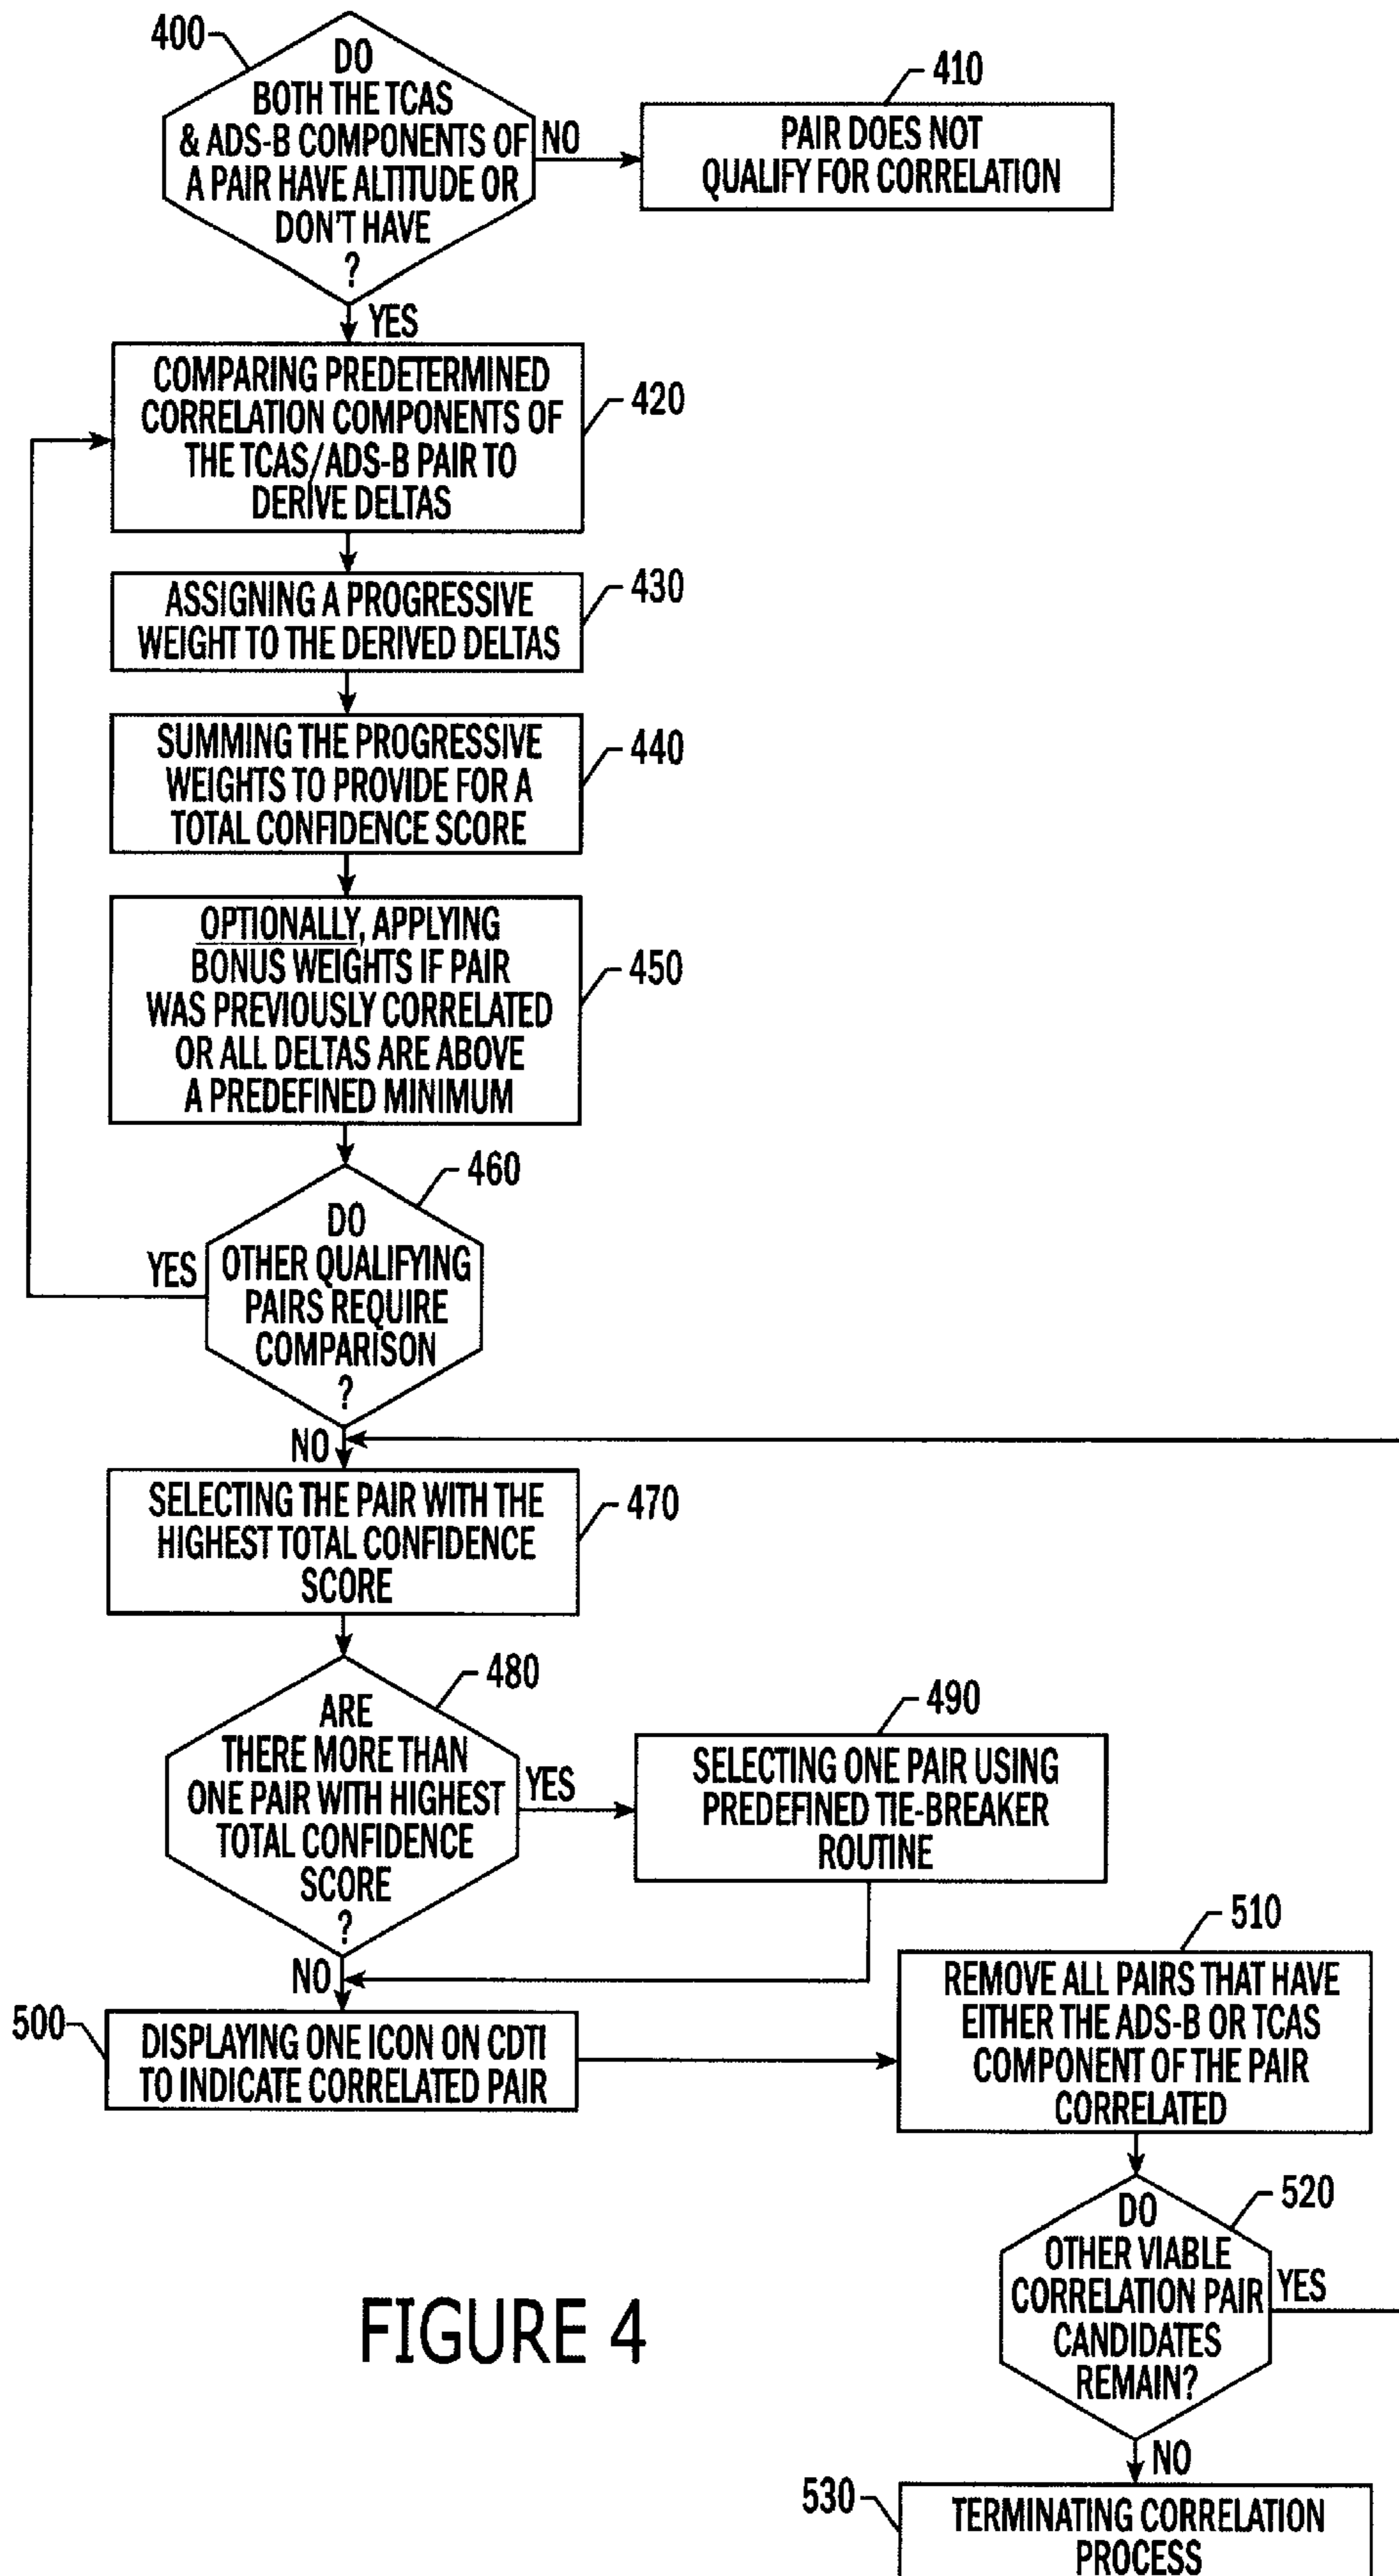 400
DO
BOTH THE TCAS
& ADS-B COMPONENTS OF
A PAIR HAVE ALTITUDE OR
DON'T HAVE
?
NO
410
PAIR DOES NOT
QUALIFY FOR CORRELATION
YES
COMPARING PREDETERMINED
CORRELATION COMPONENTS OF
THE TCAS/ADS-B PAIR TO
DERIVE DELTAS
420
ASSIGNING A PROGRESSIVE
WEIGHT TO THE DERIVED DELTAS
430
SUMMING THE PROGRESSIVE
WEIGHTS TO PROVIDE FOR A
TOTAL CONFIDENCE SCORE
440
OPTIONALLY, APPLYING
BONUS WEIGHTS IF PAIR
WAS PREVIOUSLY CORRELATED
OR ALL DELTAS ARE ABOVE
A PREDEFINED MINIMUM
450
460
DO
OTHER QUALIFYING
PAIRS REQUIRE
COMPARISON
?
YES
NO
SELECTING THE PAIR WITH THE
HIGHEST TOTAL CONFIDENCE
SCORE
470
480
ARE
THERE MORE THAN
ONE PAIR WITH HIGHEST
TOTAL CONFIDENCE
SCORE
?
YES
490
SELECTING ONE PAIR USING
PREDEFINED TIE-BREAKER
ROUTINE
NO
500
DISPLAYING ONE ICON ON CDTI
TO INDICATE CORRELATED PAIR
510
REMOVE ALL PAIRS THAT HAVE
EITHER THE ADS-B OR TCAS
COMPONENT OF THE PAIR
CORRELATED
520
DO
OTHER VIABLE
CORRELATION PAIR
CANDIDATES
REMAIN?
YES
NO
530
TERMINATING CORRELATION
PROCESS
FIGURE 4